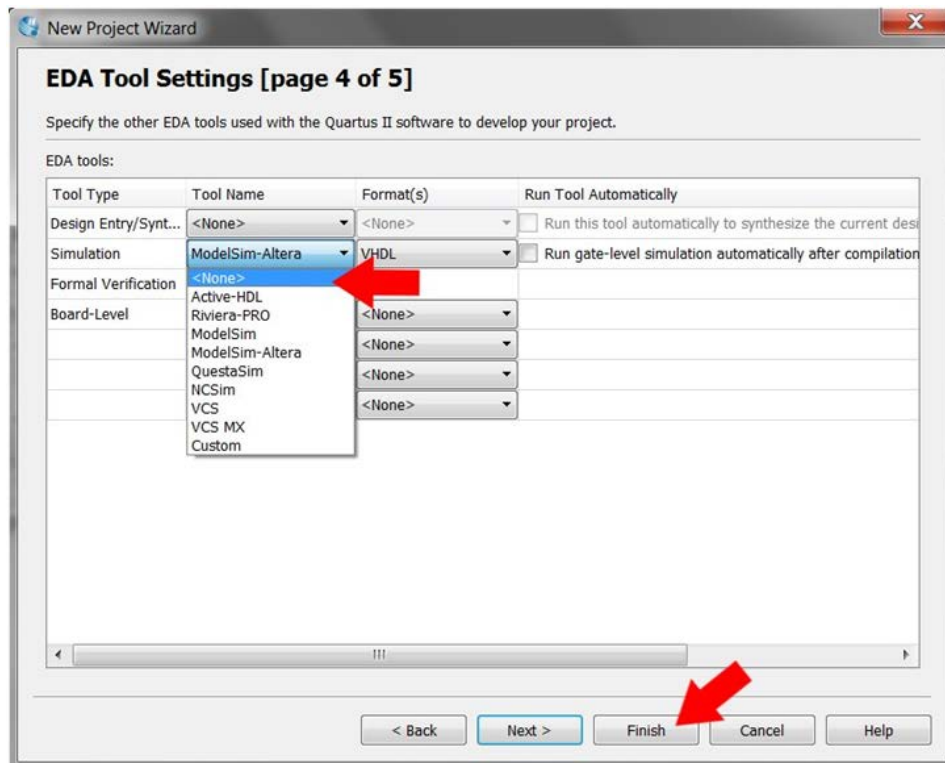 New Project Wizard
EDA Tool Settings [page 4 of 5]
Specify the other EDA tools used with the Quartus II software to develop your project.
EDA tools:
Tool Type Tool Name Format(s) Run Tool Automatically
Design Entry/Synt... <None> <None> Run this tool automatically to synthesize the current desi
Simulation ModelSim-Altera VHDL Run gate-level simulation automatically after compilation
Formal Verification <None>
Active-HDL
Board-Level Riviera-PRO <None>
ModelSim
ModelSim-Altera <None>
QuestaSim <None>
NCSim
VCS <None>
VCS MX
Custom
< Back Next > Finish Cancel Help